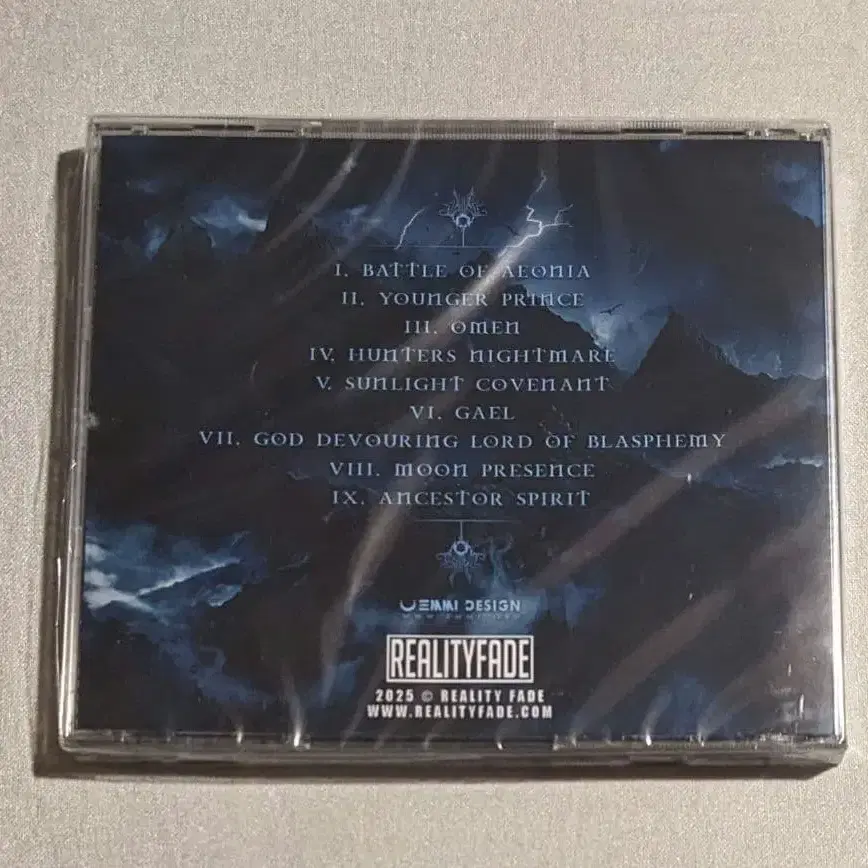 I. BATTLE OF AEONIA
II. YOUNGER PRINCE
III. OMEN
IV. HUNTERS NIGHTMARE
V. SUNLIGHT COVENANT
VI. GAEL
VII. GOD DEVOURING LORD OF BLASPHEMY
VIII. MOON PRESENCE
IX. ANCESTOR SPIRIT
EMMI DESIGN
REALITYFADE
2025 © REALITY FADE
WWW.REALITYFADE.COM